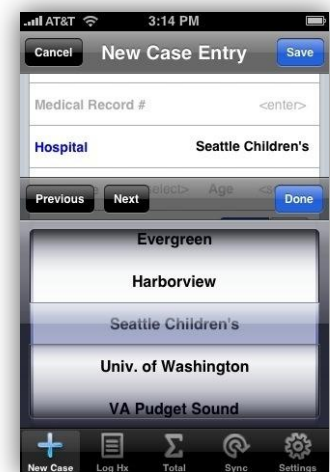 AT&T 3:14 PM
Cancel New Case Entry Save
Medical Record # <enter>
Hospital Seattle Children's
Age
Previous Next Done
Evergreen
Harborview
Seattle Children's
Univ. of Washington
VA Pudget Sound
New Case Log Hx Total Sync Settings